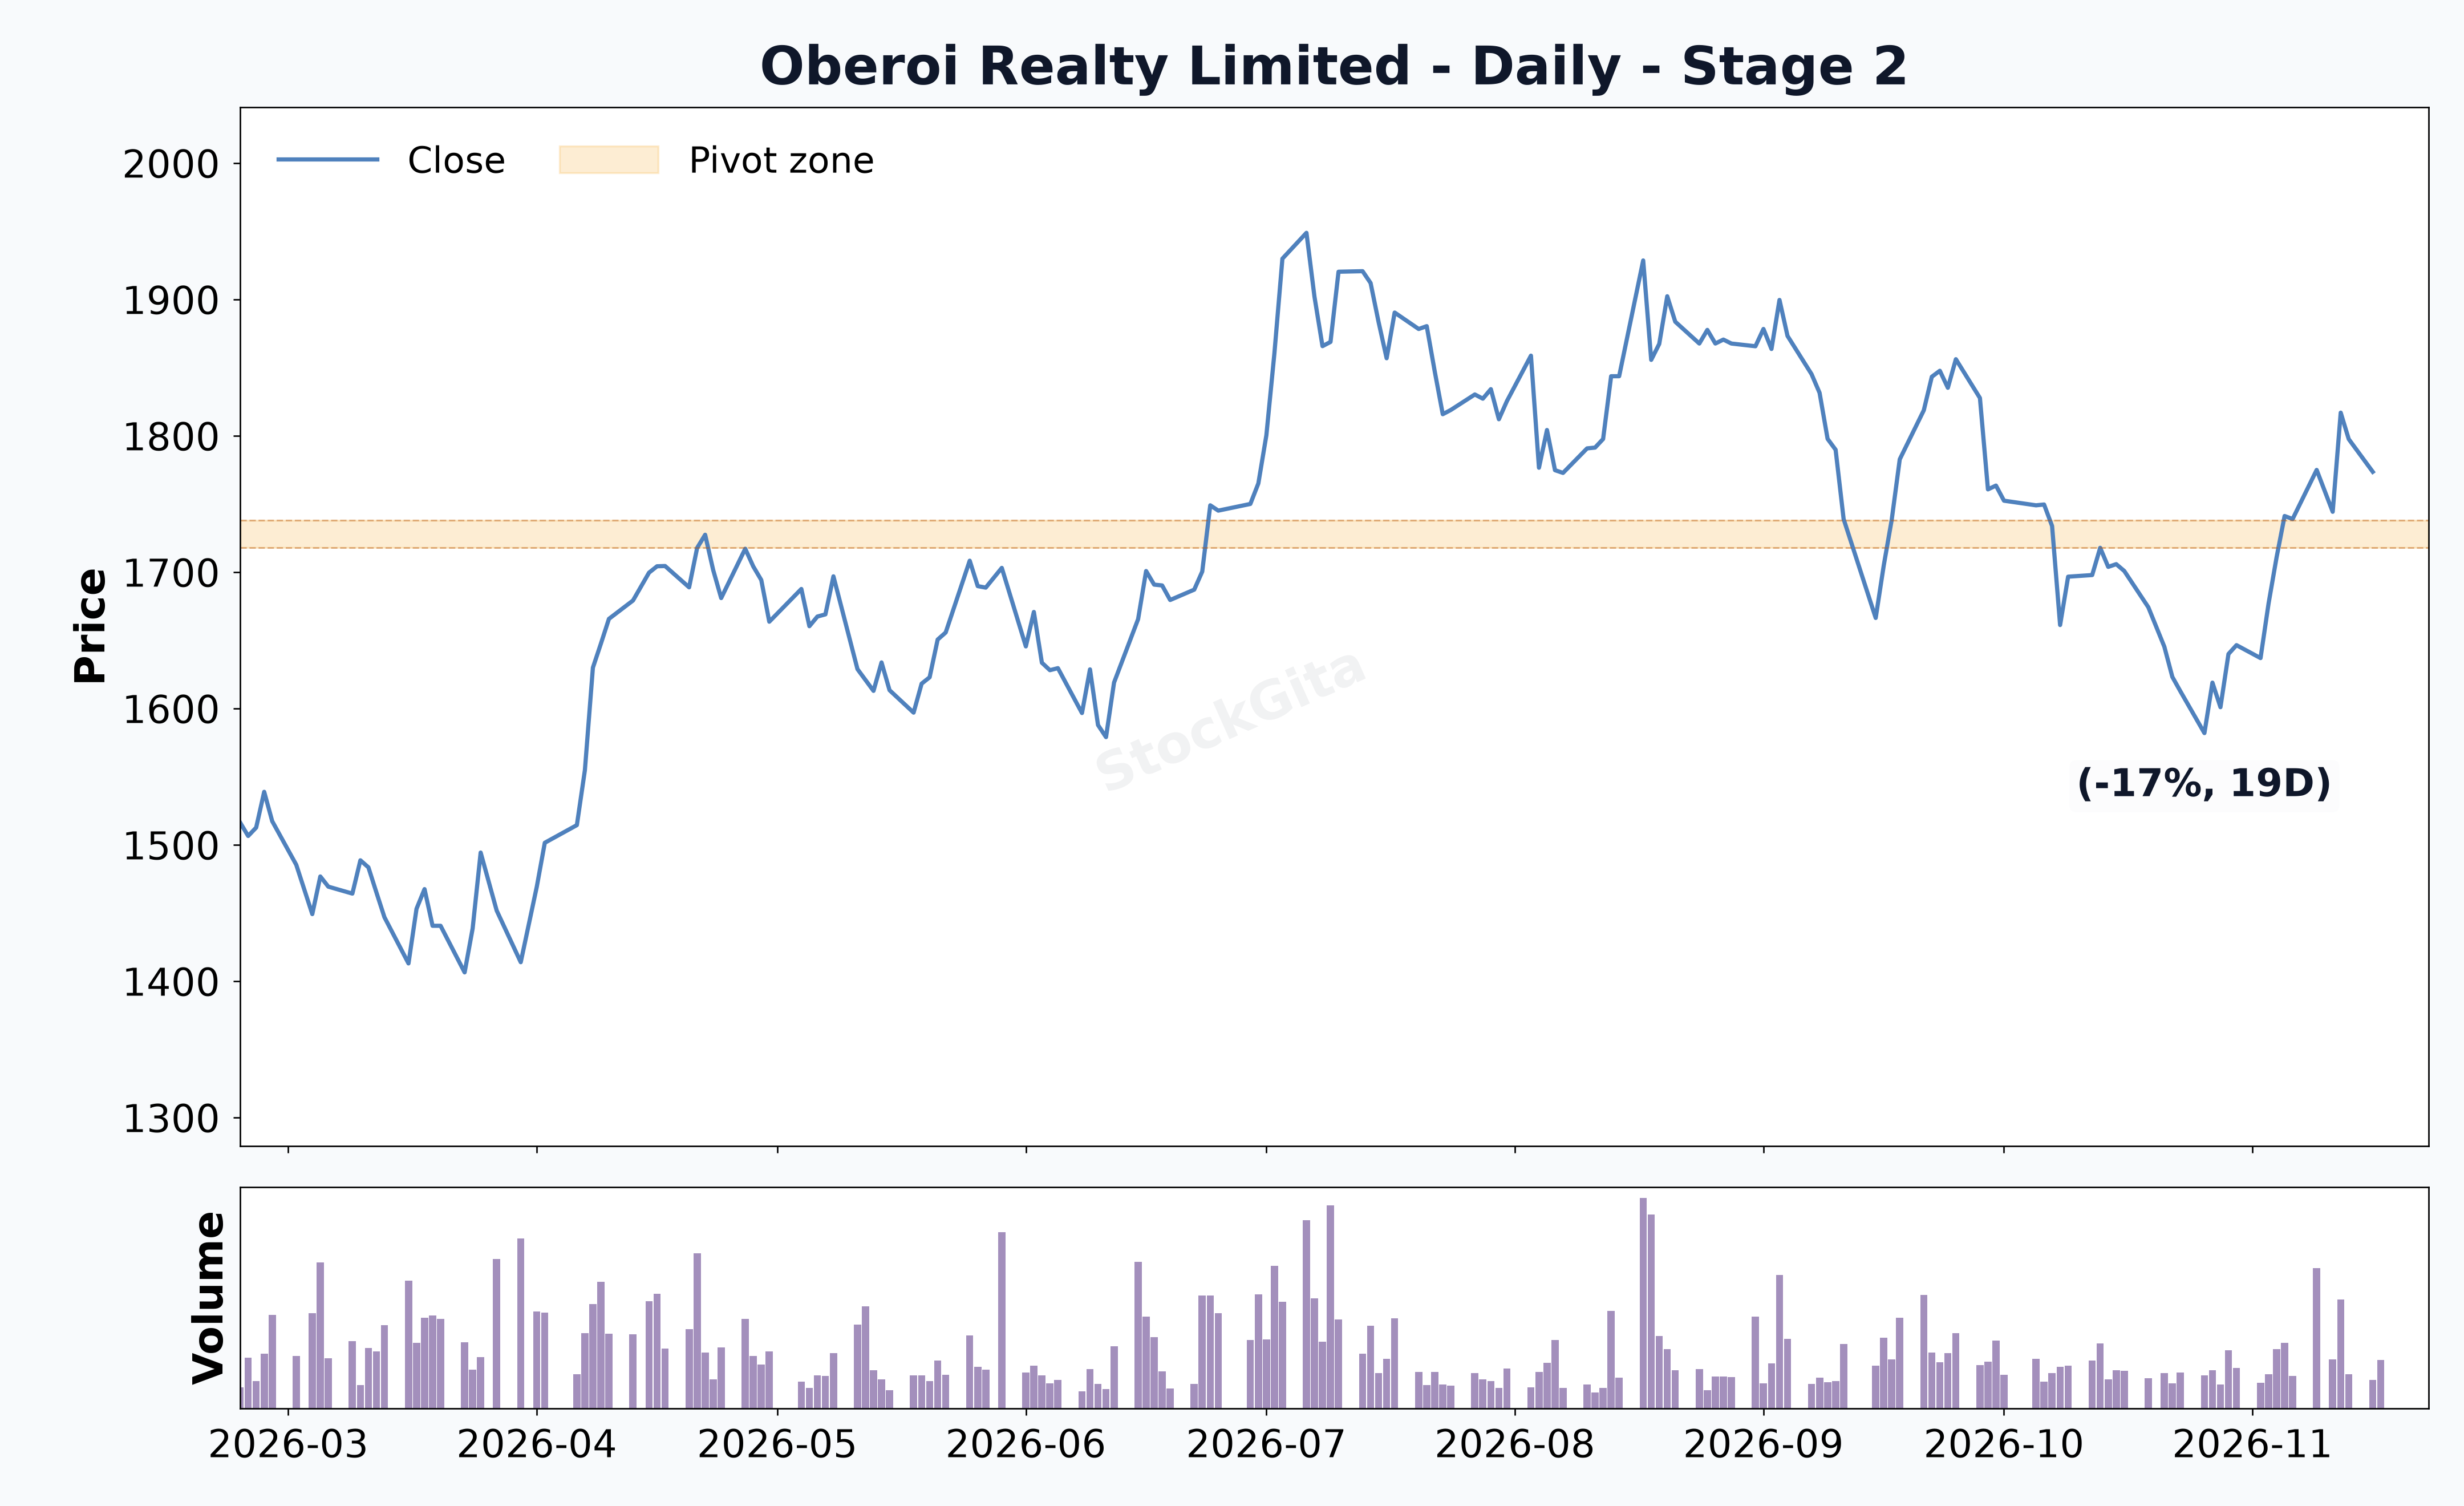 Oberoi Realty Limited - Daily - Stage 2
Close
Pivot zone
2000
1900
1800
1700
1600
1500
1400
1300
Price
StockGita
(-17%, 19D)
Volume
2026-03
2026-04
2026-05
2026-06
2026-07
2026-08
2026-09
2026-10
2026-11